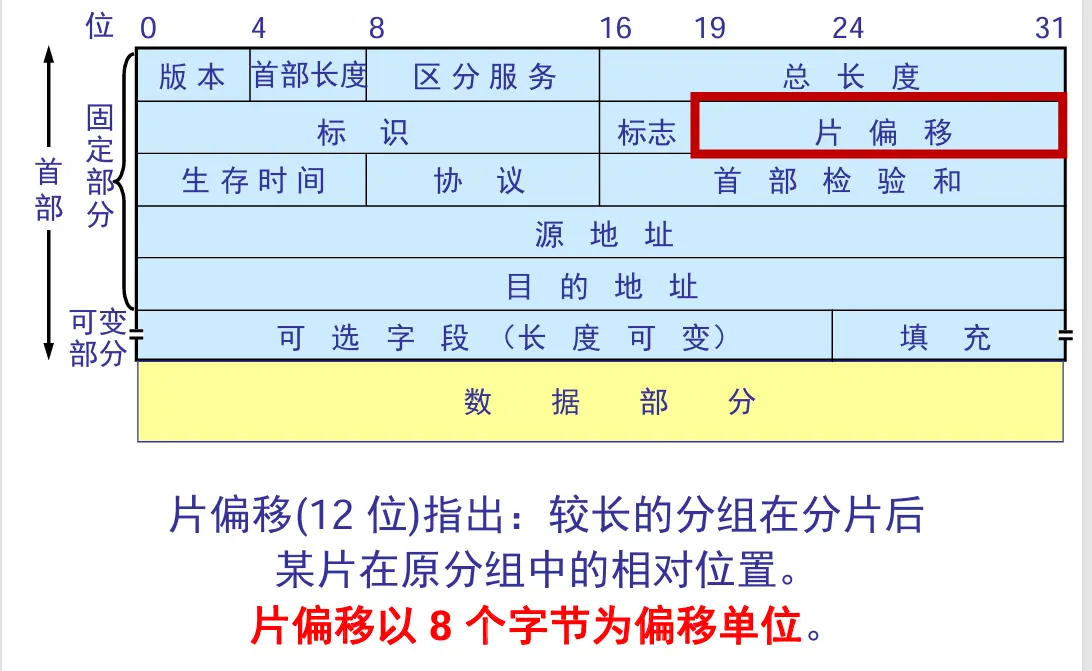 位 0 4 8 16 19 24 31
版本 首部长度 区分服务 总长度
标识 标志 片偏移
生存时间 协议 首部检验和
源地址
目的地址
可选字段（长度可变） 填充
数据部分
首部
固定部分
可变部分
片偏移(12 位)指出：较长的分组在分片后
某片在原分组中的相对位置。
片偏移以 8 个字节为偏移单位。